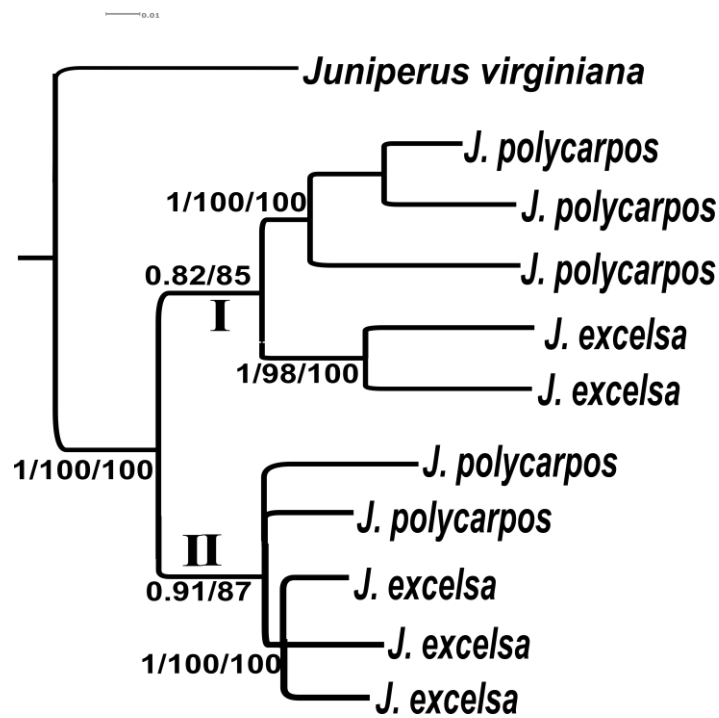 0.01
Juniperus virginiana
J. polycarpos
1/100/100
J. polycarpos
J. polycarpos
0.82/85
I
J. excelsa
1/98/100
J. excelsa
J. polycarpos
1/100/100
J. polycarpos
II
J. excelsa
0.91/87
J. excelsa
1/100/100
J. excelsa